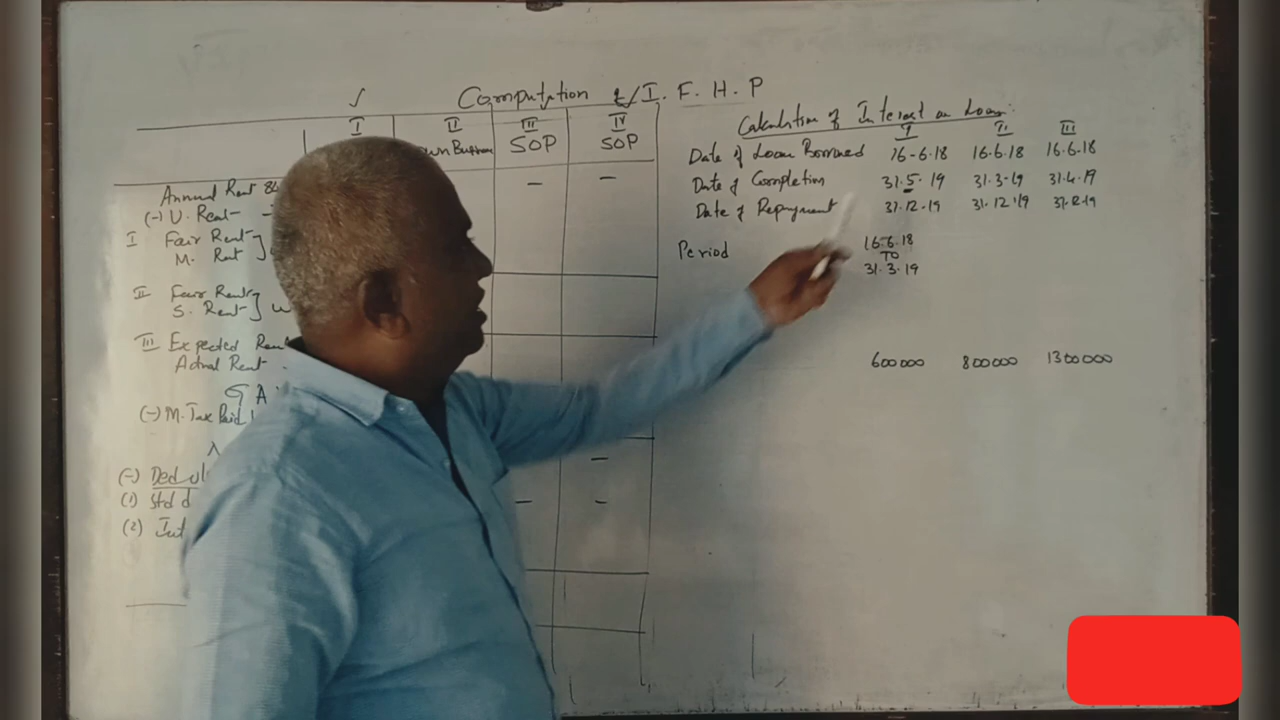 Computation of I. F. H. P
I II III IV
own Bussness SOP SOP
Annual Rent 84
(-) U. Rent -
I Fair Rent
M. Rent
II Fair Rent
S. Rent
III Expected Rent
Actual Rent
G A
(-) M. Tax Paid
(-) Ded
(1) Std d
(2) Int
Calculation of Interest on Loan.
I II III
Date of Loan Borrowed 16-6.18 16.6.18 16.6.18
Date of Completion 31.5.19 31.3.19 31.4.19
Date of Repayment 31.12.19 31.12.19 31.12.19
Period 16.6.18
TO
31.3.19
600000 800000 1300000